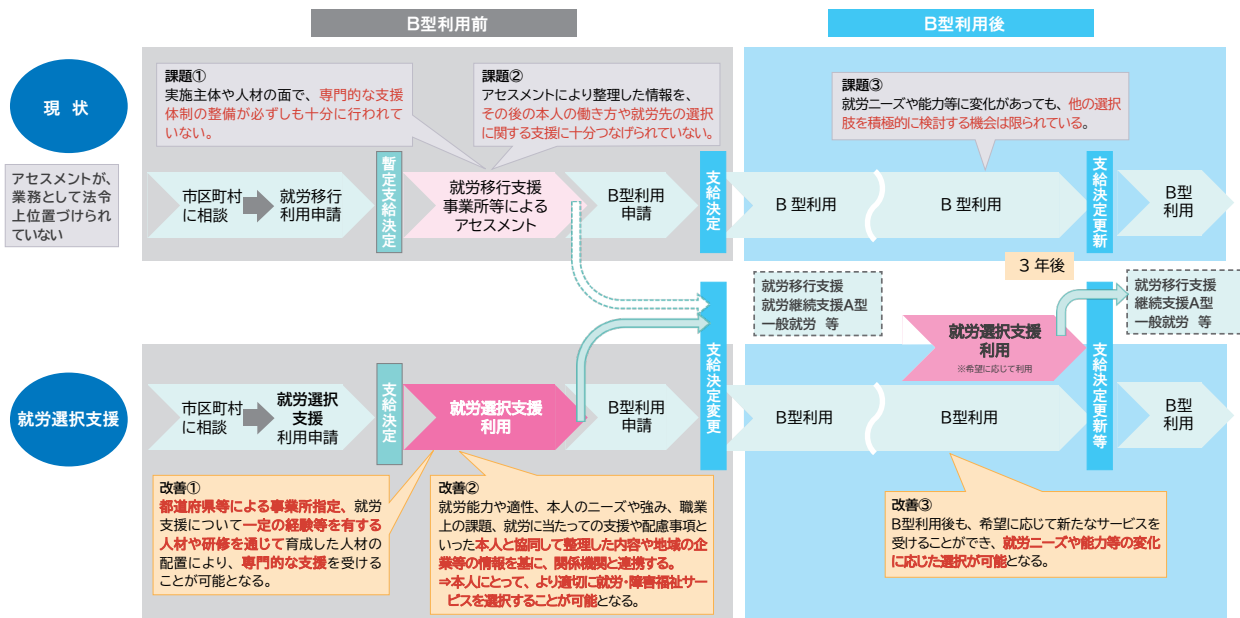 B型利用前
B型利用後
現 状
課題①
実施主体や人材の面で、専門的な支援
体制の整備が必ずしも十分に行われて
いない。
課題②
アセスメントにより整理した情報を、
その後の本人の働き方や就労先の選択
に関する支援に十分つなげられていない。
課題③
就労ニーズや能力等に変化があっても、他の選択
肢を積極的に検討する機会は限られている。
アセスメントが、
業務として法令
上位置づけられ
ていない
市区町村
に相談
就労移行
利用申請
暫定支給決定
就労移行支援
事業所等による
アセスメント
B型利用
申請
支給決定
B 型利用
B 型利用
支給決定更新
B型
利用
3 年後
就労移行支援
就労継続支援A型
一般就労 等
就労移行支援
継続支援A型
一般就労 等
就労選択支援
利用
※希望に応じて利用
就労選択支援
市区町村
に相談
就労選択
支援
利用申請
支給決定
就労選択支援
利用
B型利用
申請
支給決定変更
B型利用
B型利用
支給決定更新等
B型
利用
改善①
都道府県等による事業所指定、就労
支援について一定の経験等を有する
人材や研修を通じて育成した人材の
配置により、専門的な支援を受ける
ことが可能となる。
改善②
就労能力や適性、本人のニーズや強み、職業
上の課題、就労に当たっての支援や配慮事項と
いった本人と協同して整理した内容や地域の企
業等の情報を基に、関係機関と連携する。
⇒本人にとって、より適切に就労・障害福祉サー
ビスを選択することが可能となる。
改善③
B型利用後も、希望に応じて新たなサービスを
受けることができ、就労ニーズや能力等の変化
に応じた選択が可能となる。